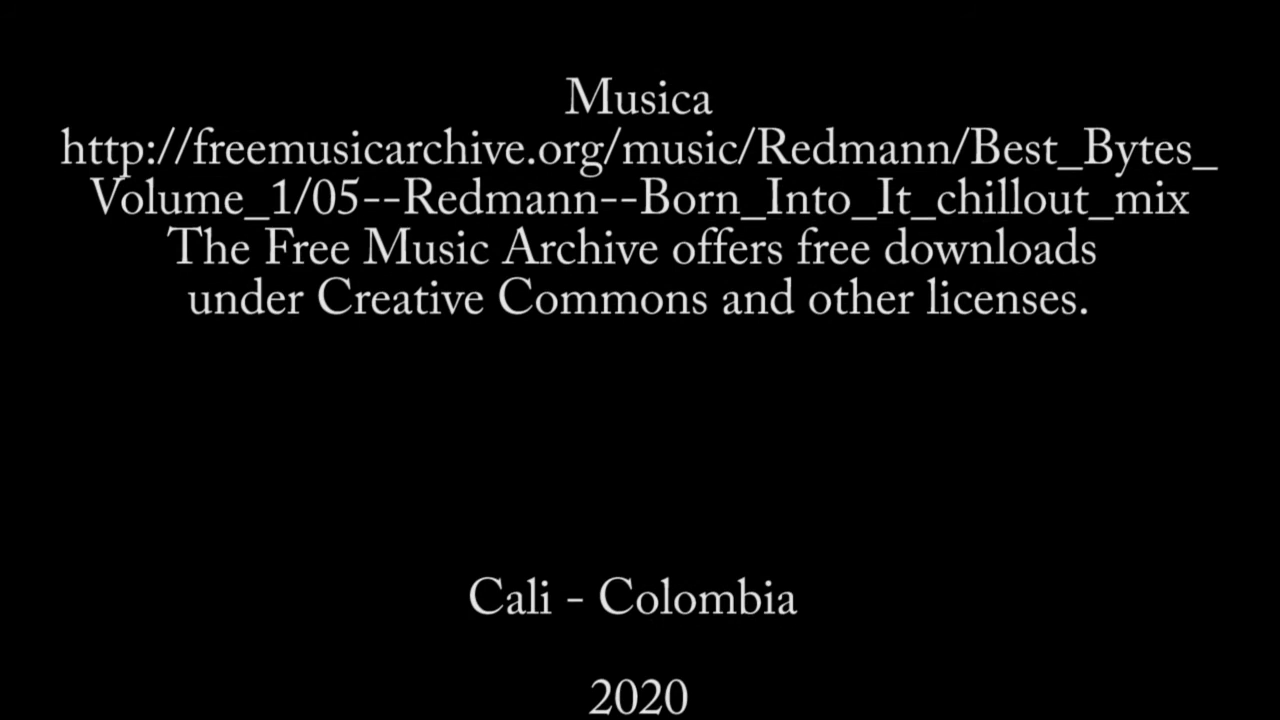 Musica
http://freemusicarchive.org/music/Redmann/Best_Bytes_
Volume_1/05--Redmann--Born_Into_It_chillout_mix
The Free Music Archive offers free downloads
under Creative Commons and other licenses.
Cali - Colombia
2020